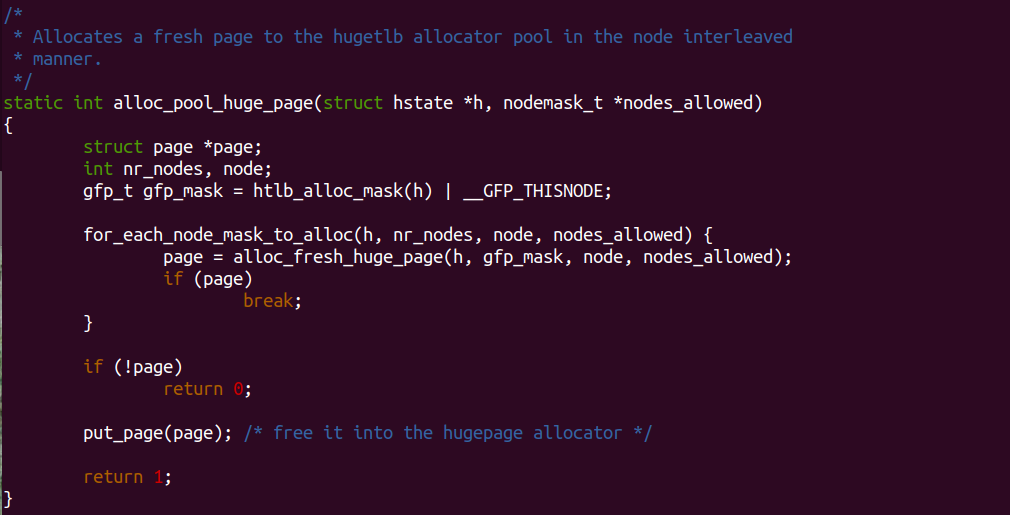 /*
 * Allocates a fresh page to the hugetlb allocator pool in the node interleaved
 * manner.
 */
static int alloc_pool_huge_page(struct hstate *h, nodemask_t *nodes_allowed)
{
        struct page *page;
        int nr_nodes, node;
        gfp_t gfp_mask = htlb_alloc_mask(h) | __GFP_THISNODE;

        for_each_node_mask_to_alloc(h, nr_nodes, node, nodes_allowed) {
                page = alloc_fresh_huge_page(h, gfp_mask, node, nodes_allowed);
                if (page)
                        break;
        }

        if (!page)
                return 0;

        put_page(page); /* free it into the hugepage allocator */

        return 1;
}